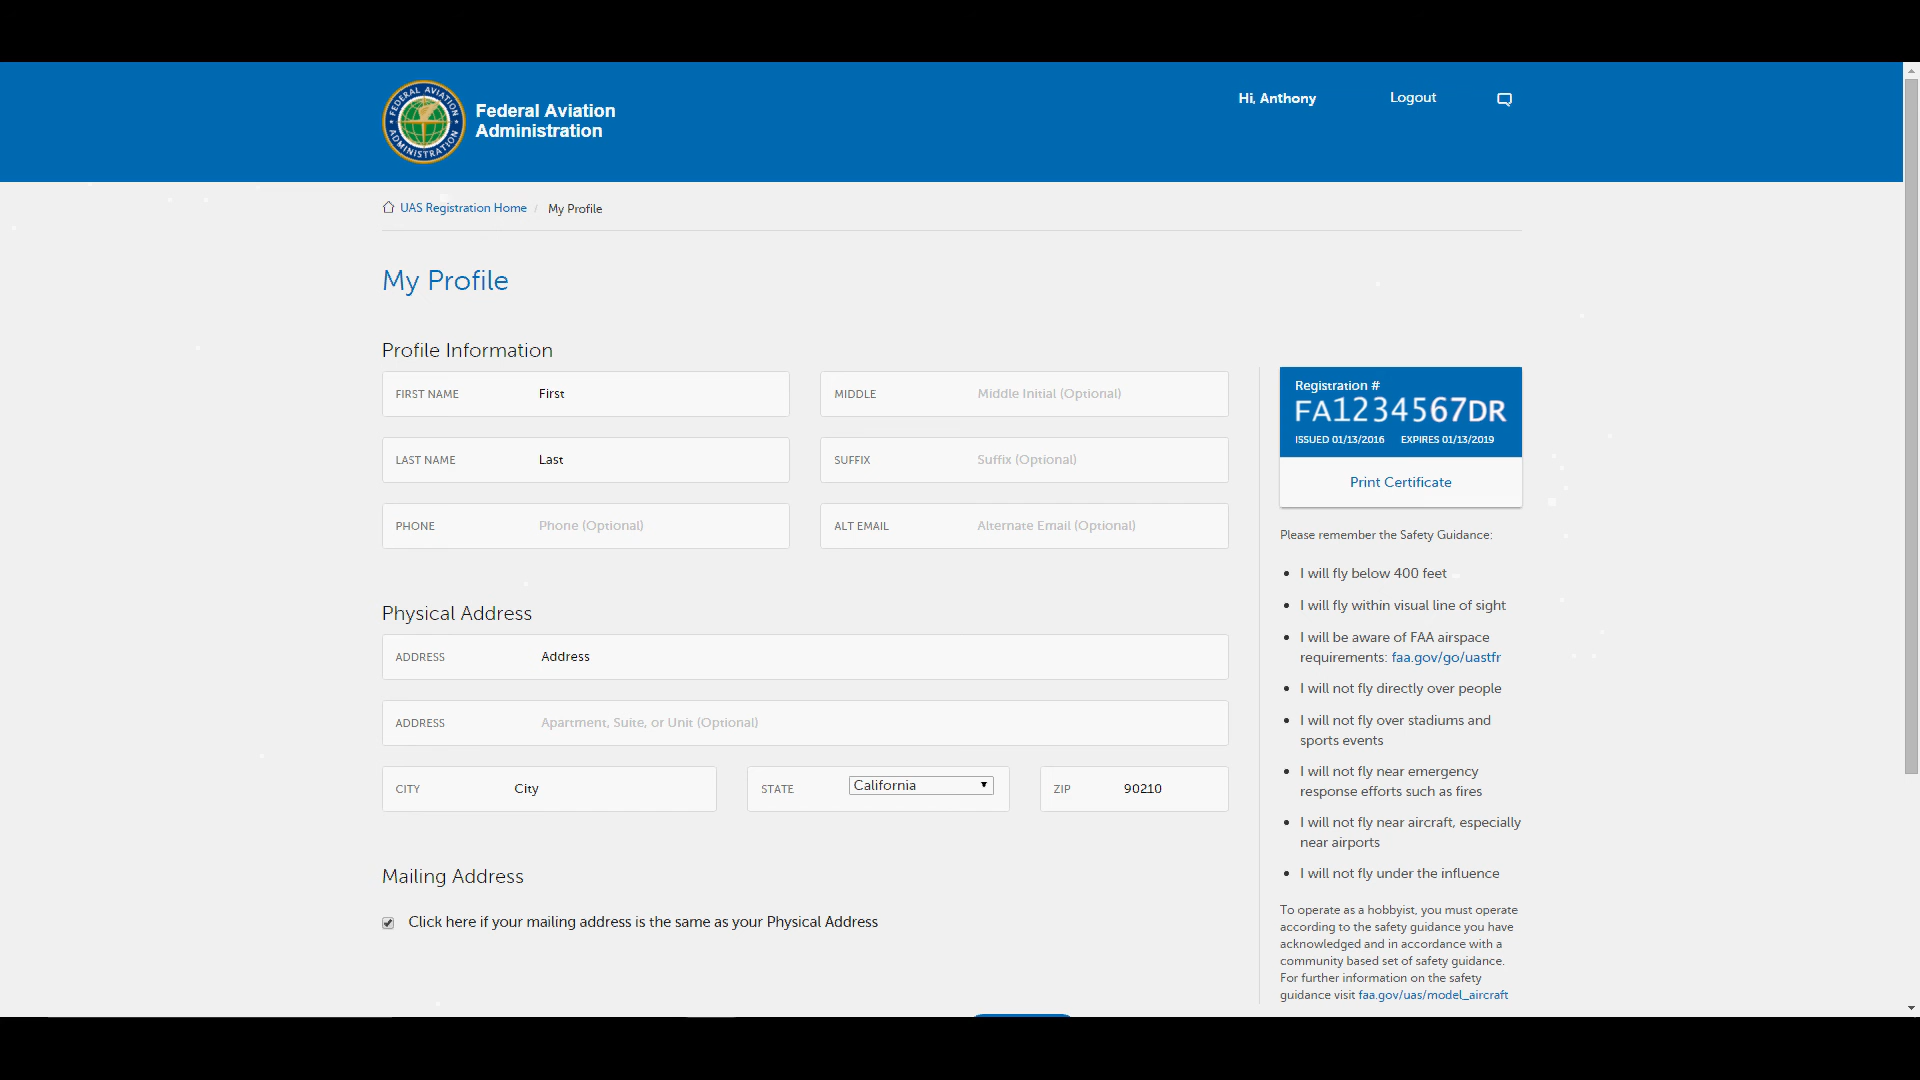 FEDERAL AVIATION ADMINISTRATION
Federal Aviation
Administration
Hi, Anthony
Logout
UAS Registration Home / My Profile
My Profile
Profile Information
FIRST NAME First
MIDDLE Middle Initial (Optional)
LAST NAME Last
SUFFIX Suffix (Optional)
PHONE Phone (Optional)
ALT EMAIL Alternate Email (Optional)
Physical Address
ADDRESS Address
ADDRESS Apartment, Suite, or Unit (Optional)
CITY City
STATE California
ZIP 90210
Mailing Address
Click here if your mailing address is the same as your Physical Address
Registration #
FA1234567DR
ISSUED 01/13/2016 EXPIRES 01/13/2019
Print Certificate
Please remember the Safety Guidance:
I will fly below 400 feet
I will fly within visual line of sight
I will be aware of FAA airspace
requirements: faa.gov/go/uastfr
I will not fly directly over people
I will not fly over stadiums and
sports events
I will not fly near emergency
response efforts such as fires
I will not fly near aircraft, especially
near airports
I will not fly under the influence
To operate as a hobbyist, you must operate
according to the safety guidance you have
acknowledged and in accordance with a
community based set of safety guidance.
For further information on the safety
guidance visit faa.gov/uas/model_aircraft